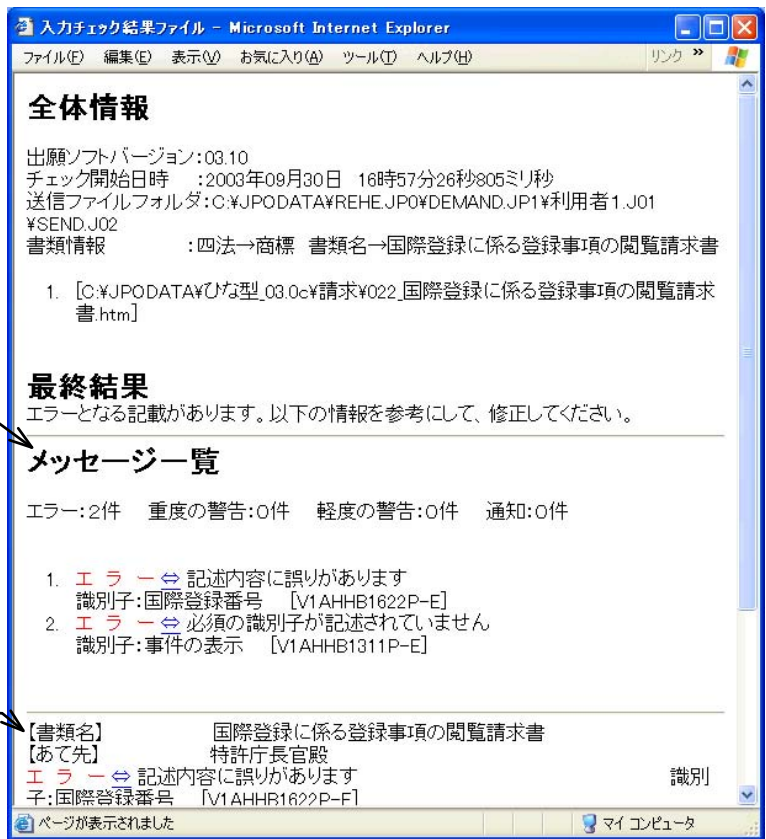 入力チェック結果ファイル - Microsoft Internet Explorer
ファイル(F) 編集(E) 表示(V) お気に入り(A) ツール(T) ヘルプ(H) リンク »
全体情報
出願ソフトバージョン:03.10
チェック開始日時 :2003年09月30日 16時57分26秒805ミリ秒
送信ファイルフォルダ:C:¥JPODATA¥REHE.JP0¥DEMAND.JP1¥利用者1.J01
¥SEND.J02
書類情報 :四法→商標 書類名→国際登録に係る登録事項の閲覧請求書
1. [C:¥JPODATA¥ひな型_03.0c¥請求¥022_国際登録に係る登録事項の閲覧請求
書.htm]
最終結果
エラーとなる記載があります。以下の情報を参考にして、修正してください。
メッセージ一覧
エラー:2件 重度の警告:0件 軽度の警告:0件 通知:0件
1. エ ラ ー⇔ 記述内容に誤りがあります
識別子:国際登録番号 [V1AHHB1622P-E]
2. エ ラ ー⇔ 必須の識別子が記述されていません
識別子:事件の表示 [V1AHHB1311P-E]
【書類名】 国際登録に係る登録事項の閲覧請求書
【あて先】 特許庁長官殿
エ ラ ー⇔ 記述内容に誤りがあります 識別
子:国際登録番号 [V1AHHB1622P-E]
ページが表示されました マイ コンピュータ